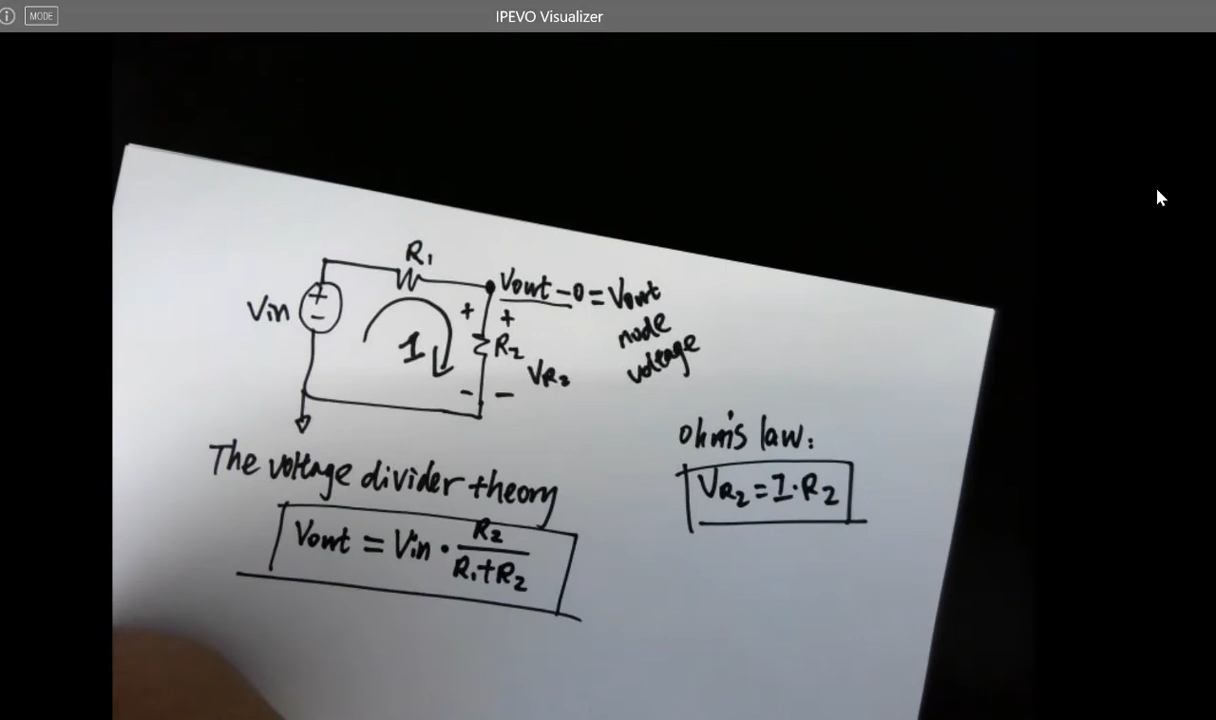 MODE
IPEVO Visualizer
R1
Vin
+
-
Vout - 0 = Vout
node
voltage
+
+
I
R2
VR2
-
-
The voltage divider theory
Vout = Vin · R2 / R1+R2
ohm's law:
VR2 = I·R2